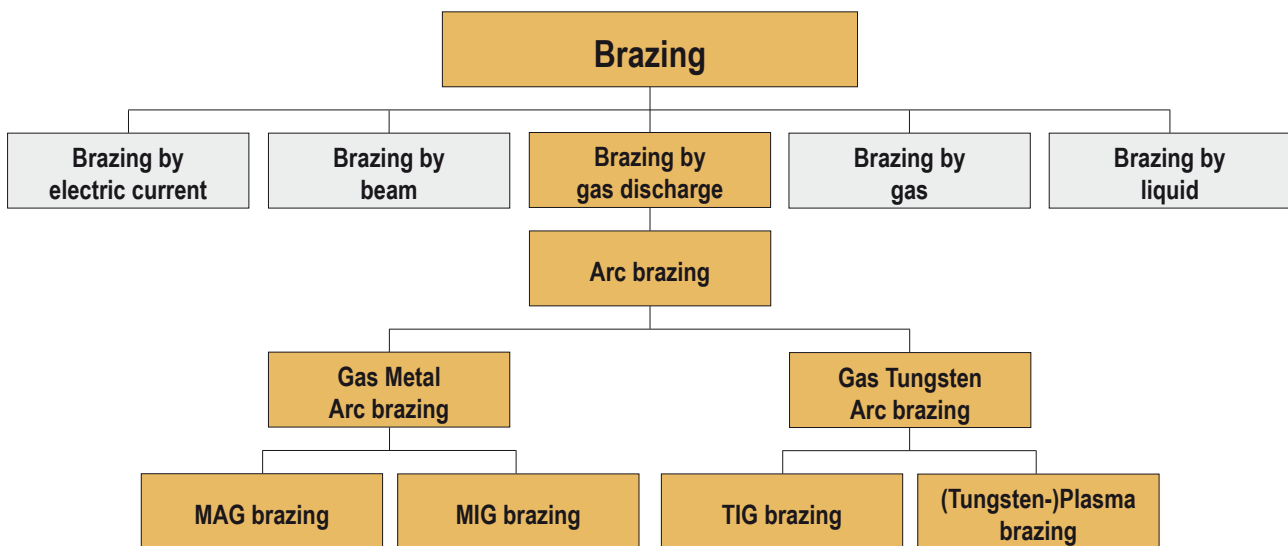 Brazing
Brazing by
electric current
Brazing by
beam
Brazing by
gas discharge
Brazing by
gas
Brazing by
liquid
Arc brazing
Gas Metal
Arc brazing
Gas Tungsten
Arc brazing
MAG brazing
MIG brazing
TIG brazing
(Tungsten-)Plasma
brazing